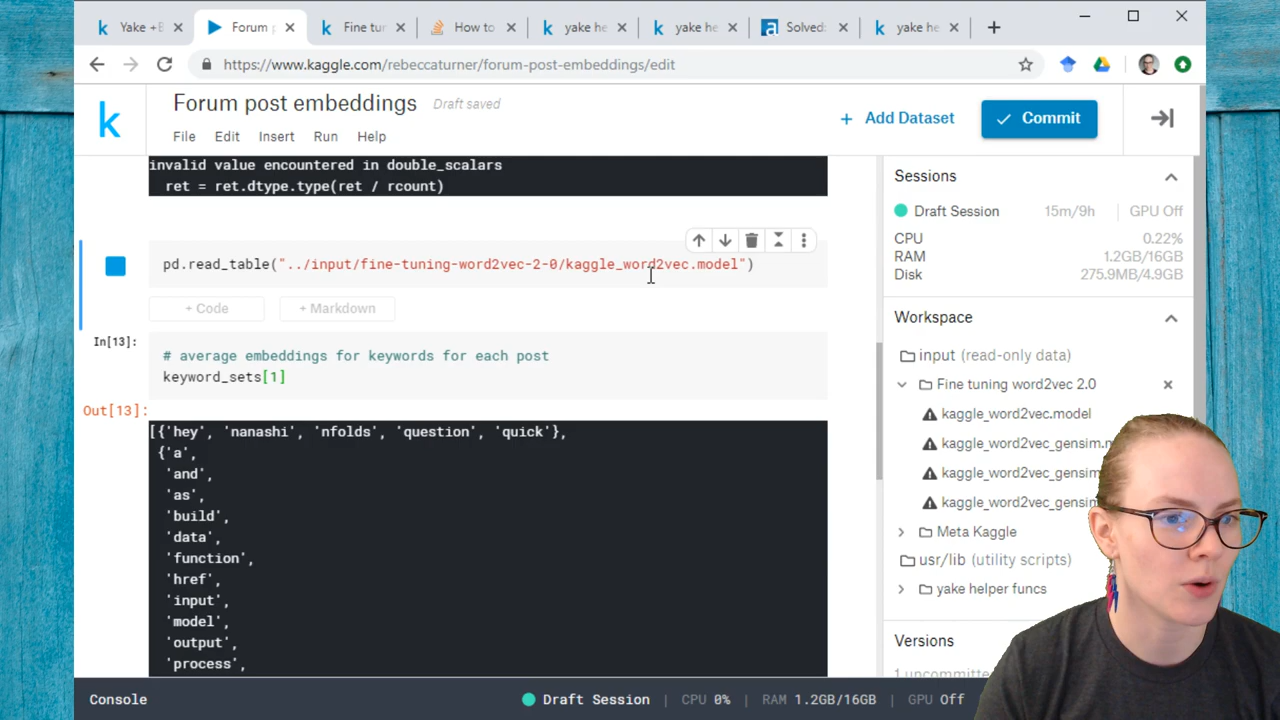 Yake + B
Forum p
Fine tur
How to
yake he
yake he
Solved:
yake he
https://www.kaggle.com/rebeccaturner/forum-post-embeddings/edit
k
Forum post embeddings
Draft saved
File
Edit
Insert
Run
Help
+ Add Dataset
Commit
invalid value encountered in double_scalars
ret = ret.dtype.type(ret / rcount)
pd.read_table("../input/fine-tuning-word2vec-2-0/kaggle_word2vec.model")
+ Code
+ Markdown
In[13]:
# average embeddings for keywords for each post
keyword_sets[1]
Out[13]:
[{'hey', 'nanashi', 'nfolds', 'question', 'quick'},
{'a',
'and',
'as',
'build',
'data',
'function',
'href',
'input',
'model',
'output',
'process',
Sessions
Draft Session
15m/9h
GPU Off
CPU
0.22%
RAM
1.2GB/16GB
Disk
275.9MB/4.9GB
Workspace
input (read-only data)
Fine tuning word2vec 2.0
kaggle_word2vec.model
kaggle_word2vec_gensim.m
kaggle_word2vec_gensim
kaggle_word2vec_gensim
Meta Kaggle
usr/lib (utility scripts)
yake helper funcs
Versions
1 uncommitte
Console
Draft Session | CPU 0% | RAM 1.2GB/16GB | GPU Off